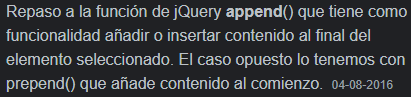 Repaso a la función de jQuery append() que tiene como
funcionalidad añadir o insertar contenido al final del
elemento seleccionado. El caso opuesto lo tenemos con
prepend() que añade contenido al comienzo. 04-08-2016